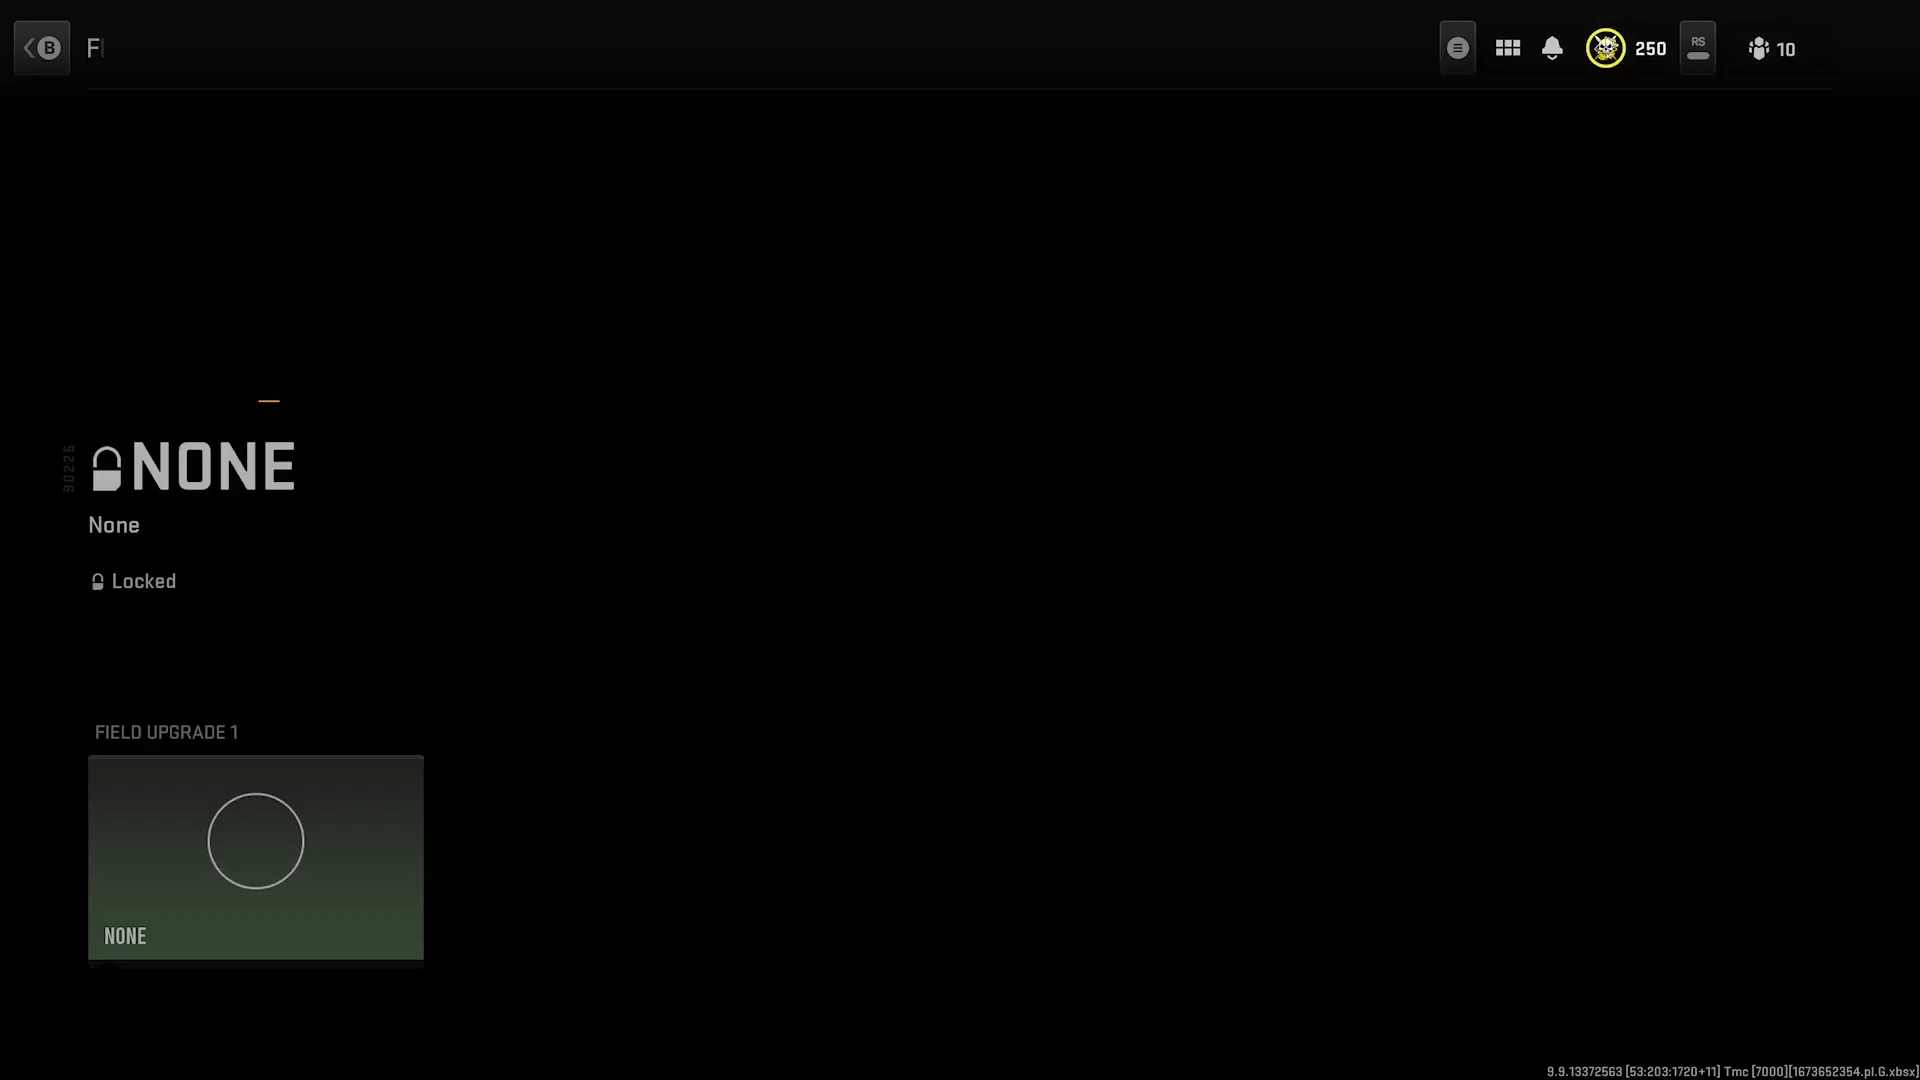 B F
250 RS 10
90225
NONE
None
Locked
FIELD UPGRADE 1
NONE
9.9.13372563 [53:203:1720+11] Tmc [7000][1673652354.pl.G.xbsx]